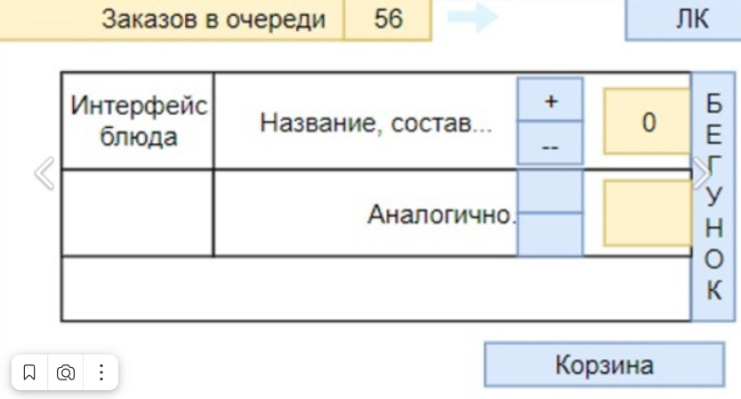 Заказов в очереди 56
ЛК
Интерфейс
блюда
Название, состав...
+
--
0
Аналогично.
Б
Е
Г
У
Н
О
К
Корзина